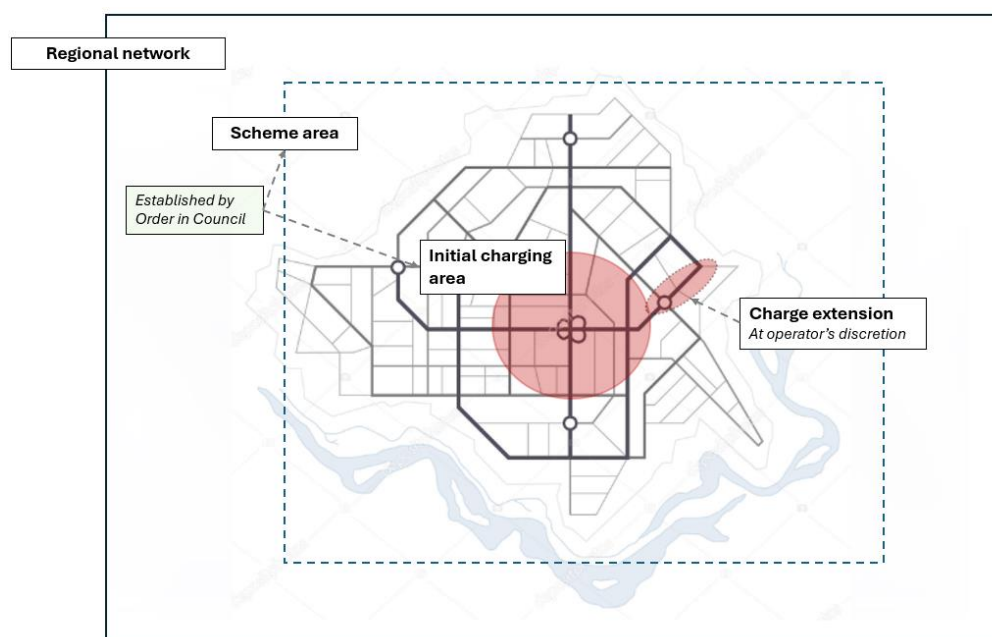 Regional network
Scheme area
Established by
Order in Council
Initial charging
area
Charge extension
At operator's discretion